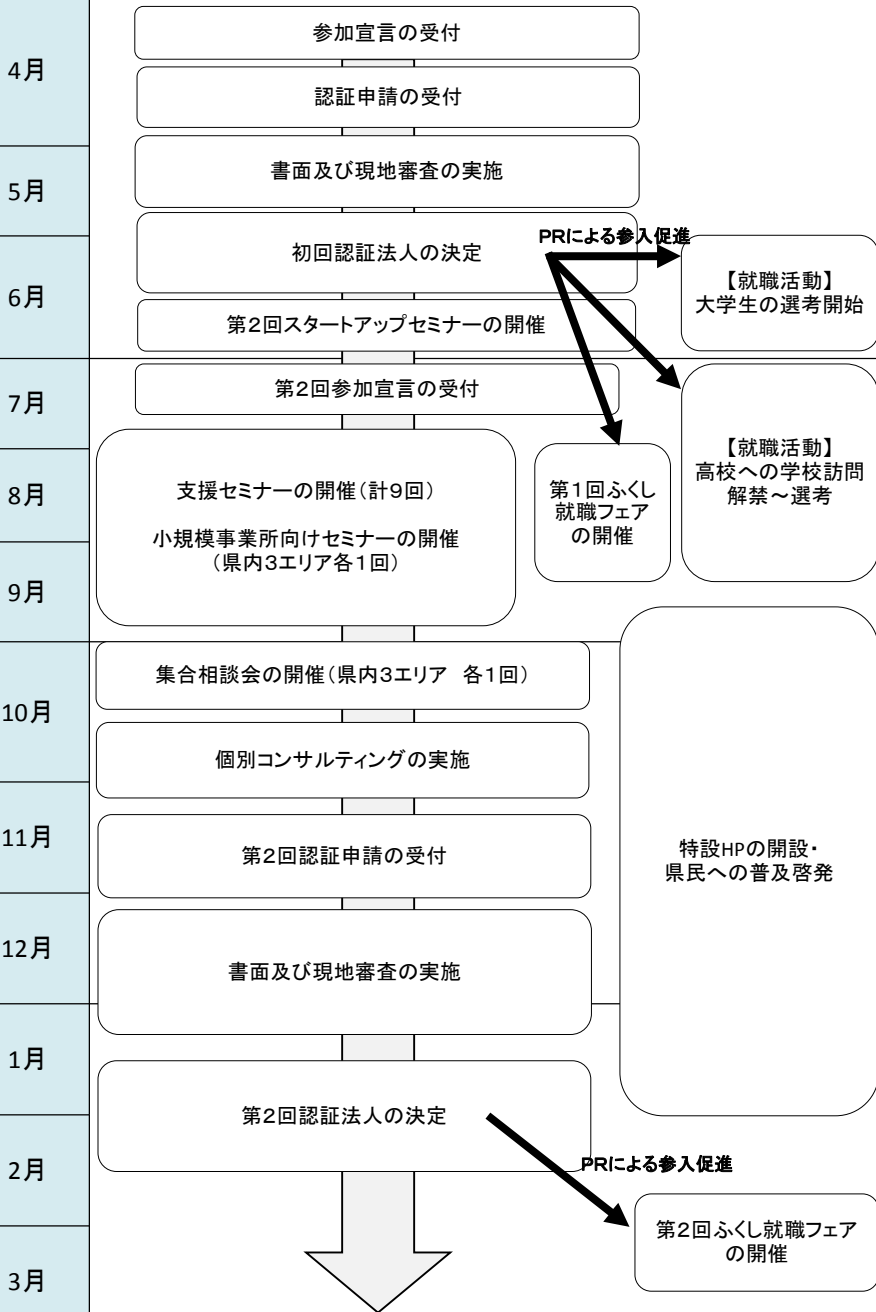 4月
参加宣言の受付
認証申請の受付
5月
書面及び現地審査の実施
初回認証法人の決定
PRによる参入促進
6月
【就職活動】
大学生の選考開始
第2回スタートアップセミナーの開催
7月
第2回参加宣言の受付
8月
支援セミナーの開催(計9回)
小規模事業所向けセミナーの開催
(県内3エリア各1回)
第1回ふくし
就職フェア
の開催
【就職活動】
高校への学校訪問
解禁～選考
9月
10月
集合相談会の開催(県内3エリア　各1回)
個別コンサルティングの実施
11月
第2回認証申請の受付
特設HPの開設・
県民への普及啓発
12月
書面及び現地審査の実施
1月
第2回認証法人の決定
2月
PRによる参入促進
第2回ふくし就職フェア
の開催
3月